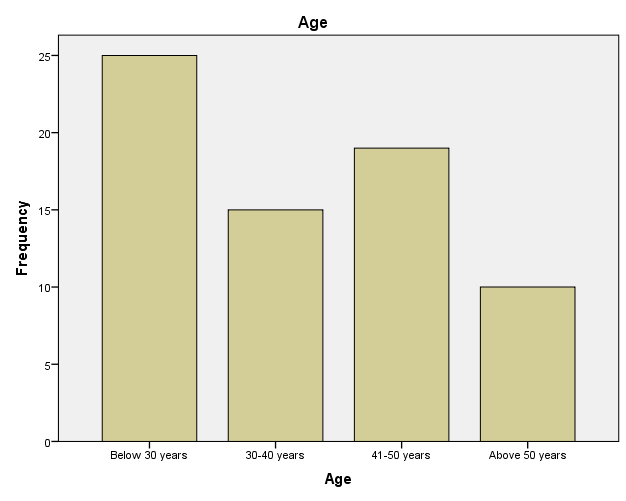 Age
Frequency
25
20
15
10
5
0
Below 30 years
30-40 years
41-50 years
Above 50 years
Age